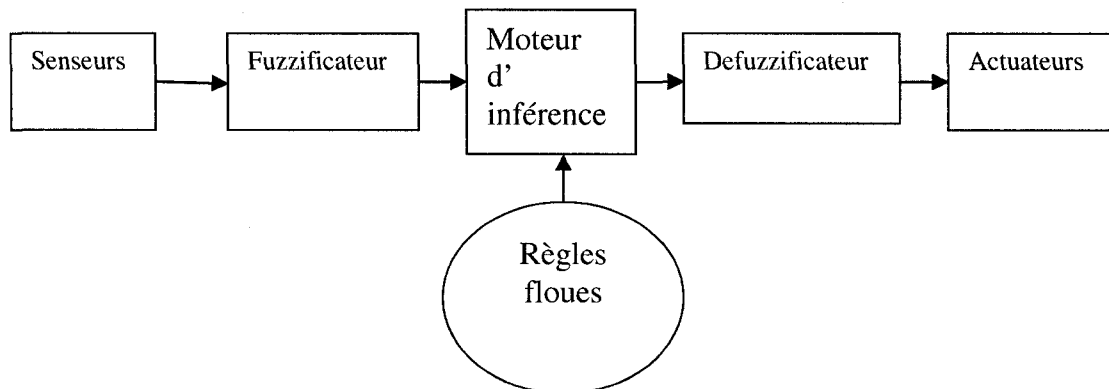 Senseurs
Fuzzificateur
Moteur
d'
inférence
Defuzzificateur
Actuateurs
Règles
floues